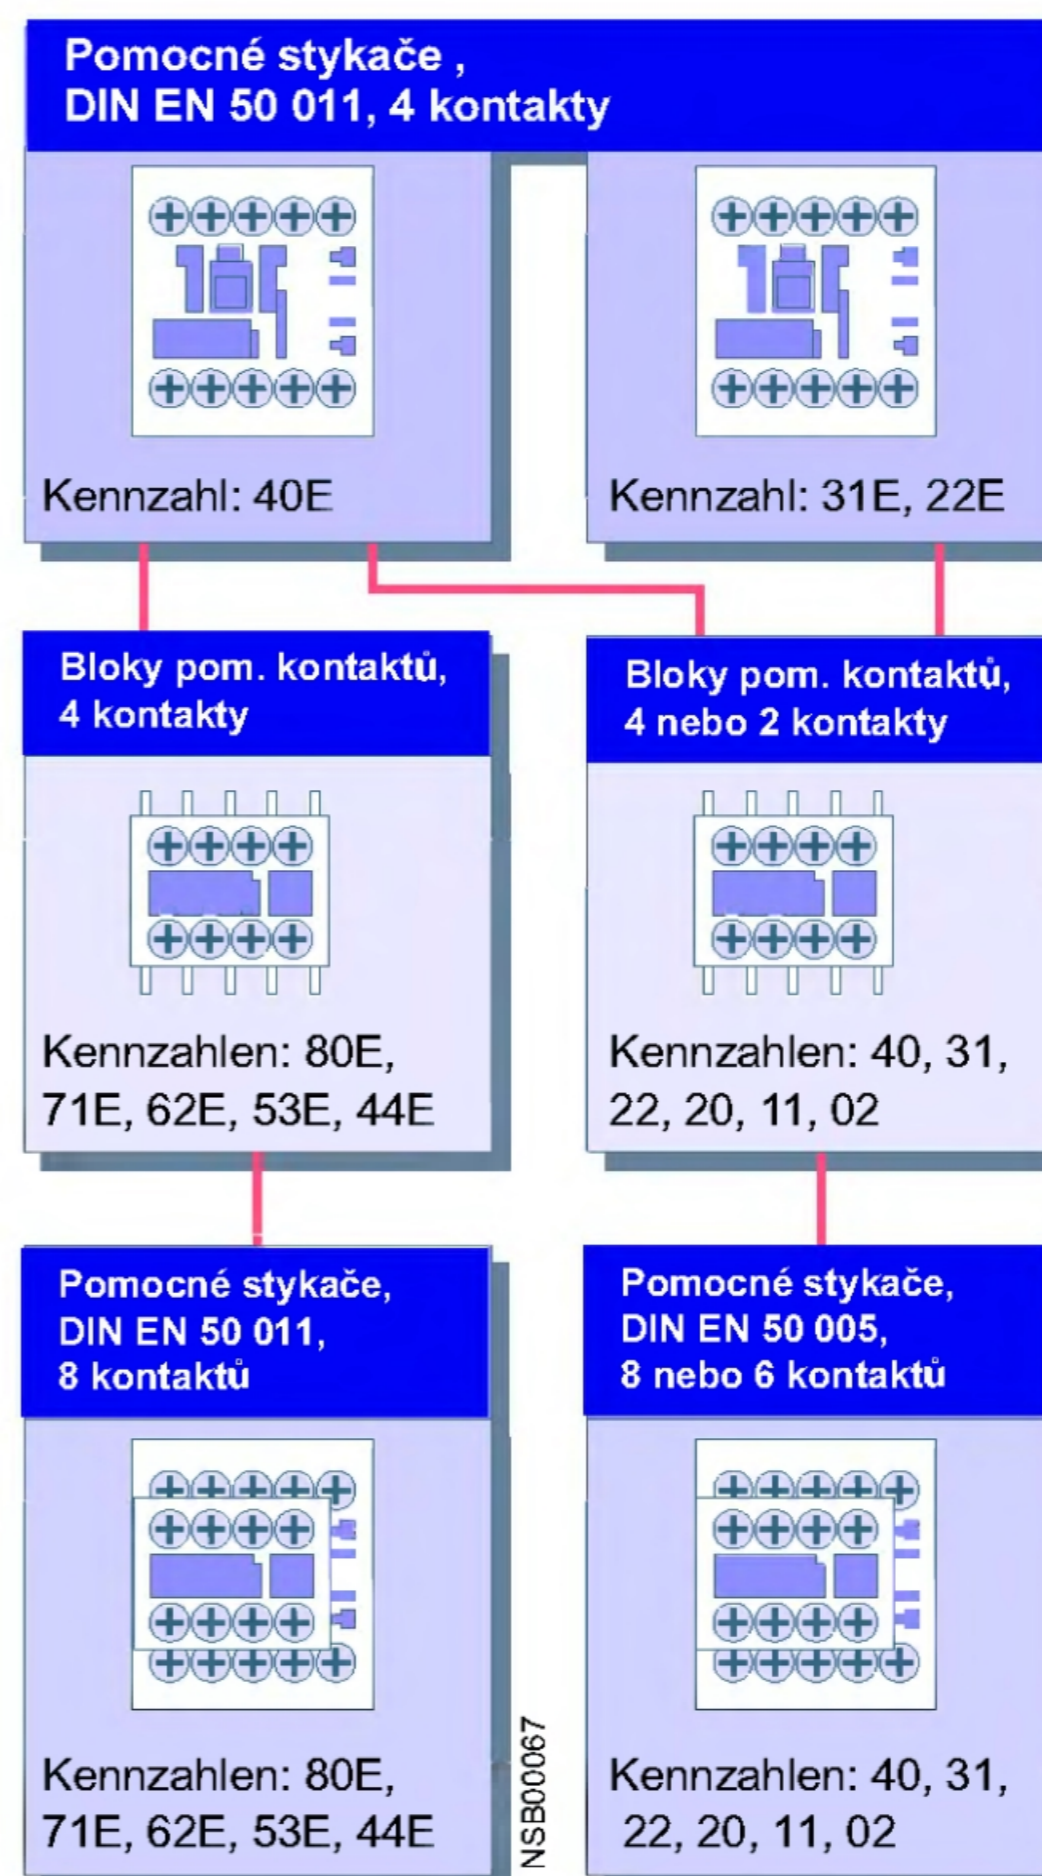 Pomocné stykače ,
DIN EN 50 011, 4 kontakty
Kennzahl: 40E
Kennzahl: 31E, 22E
Bloky pom. kontaktů,
4 kontakty
Bloky pom. kontaktů,
4 nebo 2 kontakty
Kennzahlen: 80E,
71E, 62E, 53E, 44E
Kennzahlen: 40, 31,
22, 20, 11, 02
Pomocné stykače,
DIN EN 50 011,
8 kontaktů
Pomocné stykače,
DIN EN 50 005,
8 nebo 6 kontaktů
Kennzahlen: 80E,
71E, 62E, 53E, 44E
NSB00067
Kennzahlen: 40, 31,
22, 20, 11, 02